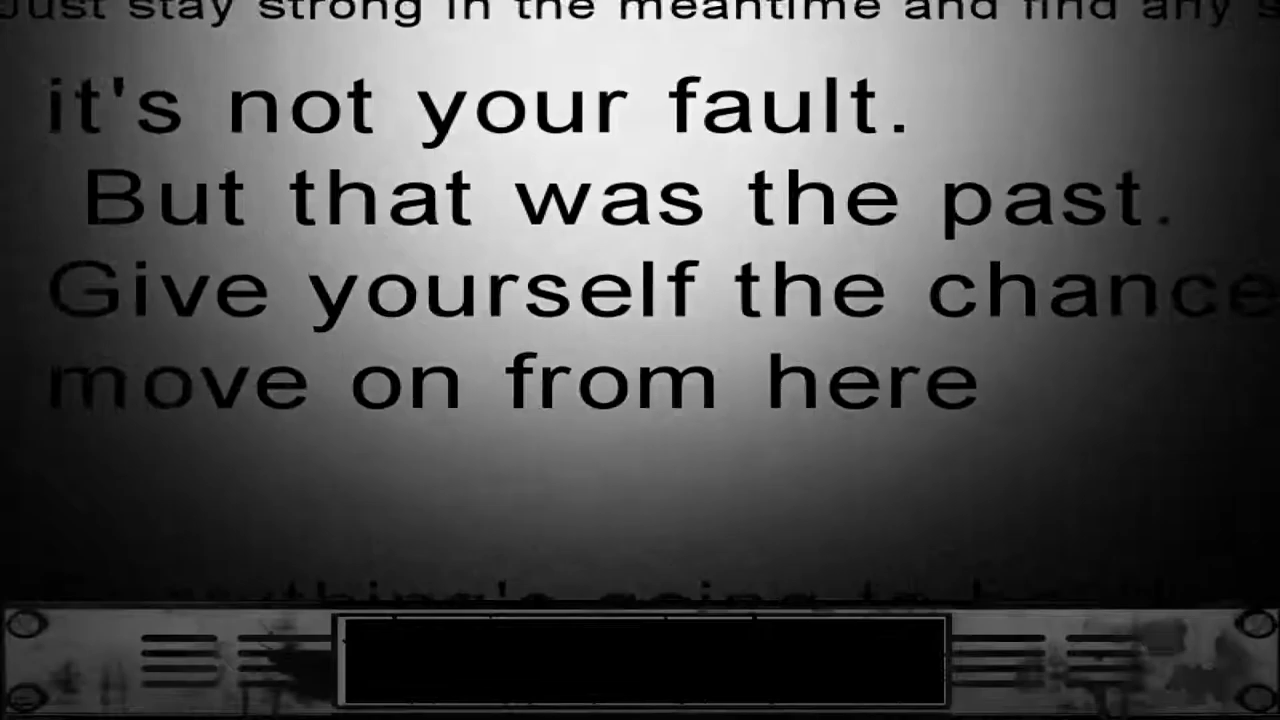 Just stay strong in the meantime and find any
it's not your fault.
But that was the past.
Give yourself the chance
move on from here